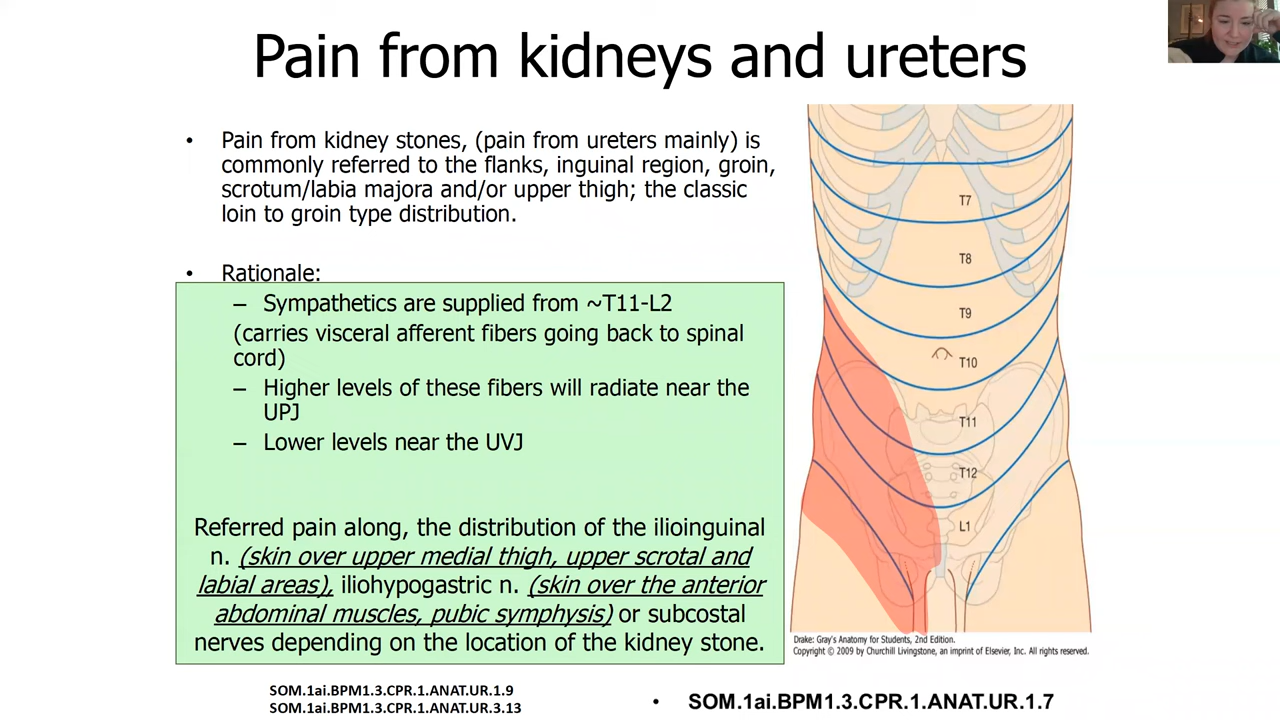 Pain from kidneys and ureters
• Pain from kidney stones, (pain from ureters mainly) is
commonly referred to the flanks, inguinal region, groin,
scrotum/labia majora and/or upper thigh; the classic
loin to groin type distribution.
• Rationale:
– Sympathetics are supplied from ~T11-L2
(carries visceral afferent fibers going back to spinal
cord)
– Higher levels of these fibers will radiate near the
UPJ
– Lower levels near the UVJ
Referred pain along, the distribution of the ilioinguinal
n. (skin over upper medial thigh, upper scrotal and
labial areas), iliohypogastric n. (skin over the anterior
abdominal muscles, pubic symphysis) or subcostal
nerves depending on the location of the kidney stone.
T7
T8
T9
T10
T11
T12
L1
Drake: Gray's Anatomy for Students, 2nd Edition.
Copyright © 2009 by Churchill Livingstone, an imprint of Elsevier, Inc. All rights reserved.
SOM.1ai.BPM1.3.CPR.1.ANAT.UR.1.9
SOM.1ai.BPM1.3.CPR.1.ANAT.UR.3.13
• SOM.1ai.BPM1.3.CPR.1.ANAT.UR.1.7